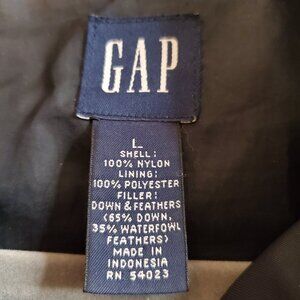 GAP
L
SHELL:
100% NYLON
LINING:
100% POLYESTER
FILLER:
DOWN & FEATHERS
(65% DOWN,
35% WATERFOWL
FEATHERS)
MADE IN
INDONESIA
RN 54023